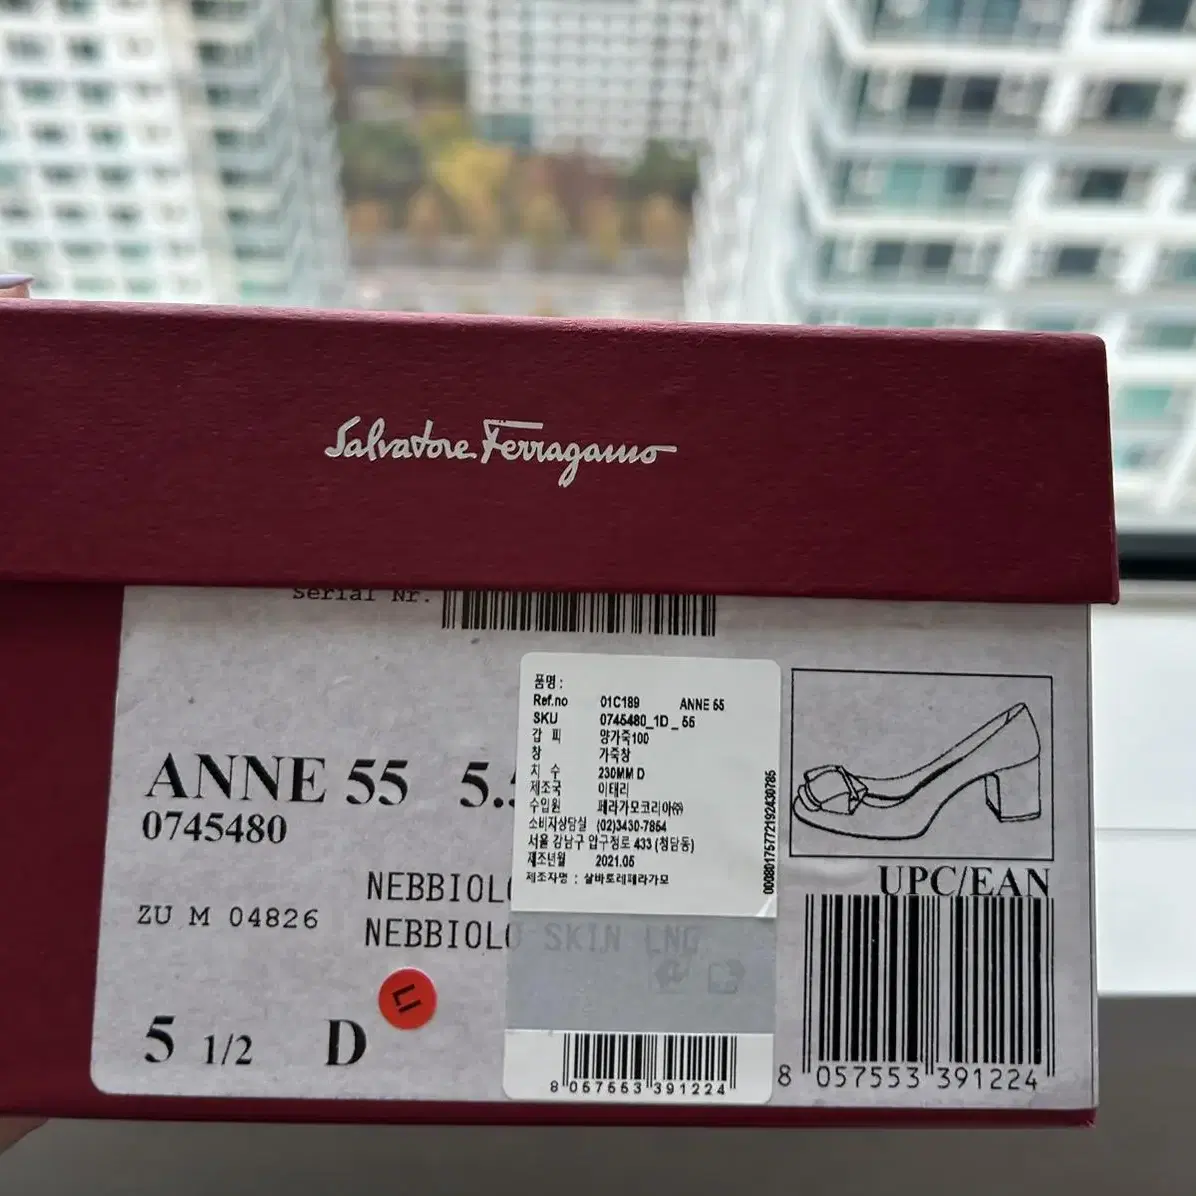 Salvatore Ferragamo
Serial Nr.
ANNE 55 5.
0745480
NEBBIOLO
ZU M 04826
NEBBIOLO SKIN LNG
5 1/2 D
LI
품명 :
Ref.no 01C189 ANNE 55
SKU 0745480_1D_ 55
갑 피 양가죽100
창 가죽창
치 수 230MM D
제조국 이태리
수입원 페라가모코리아㈜
소비자상담실 (02)3430-7854
서울 강남구 압구정로 433 (청담동)
제조년월 2021.05
제조자명 : 살바토레페라가모
00080175772192430785
8 057553 391224
UPC/EAN
8 057553 391224